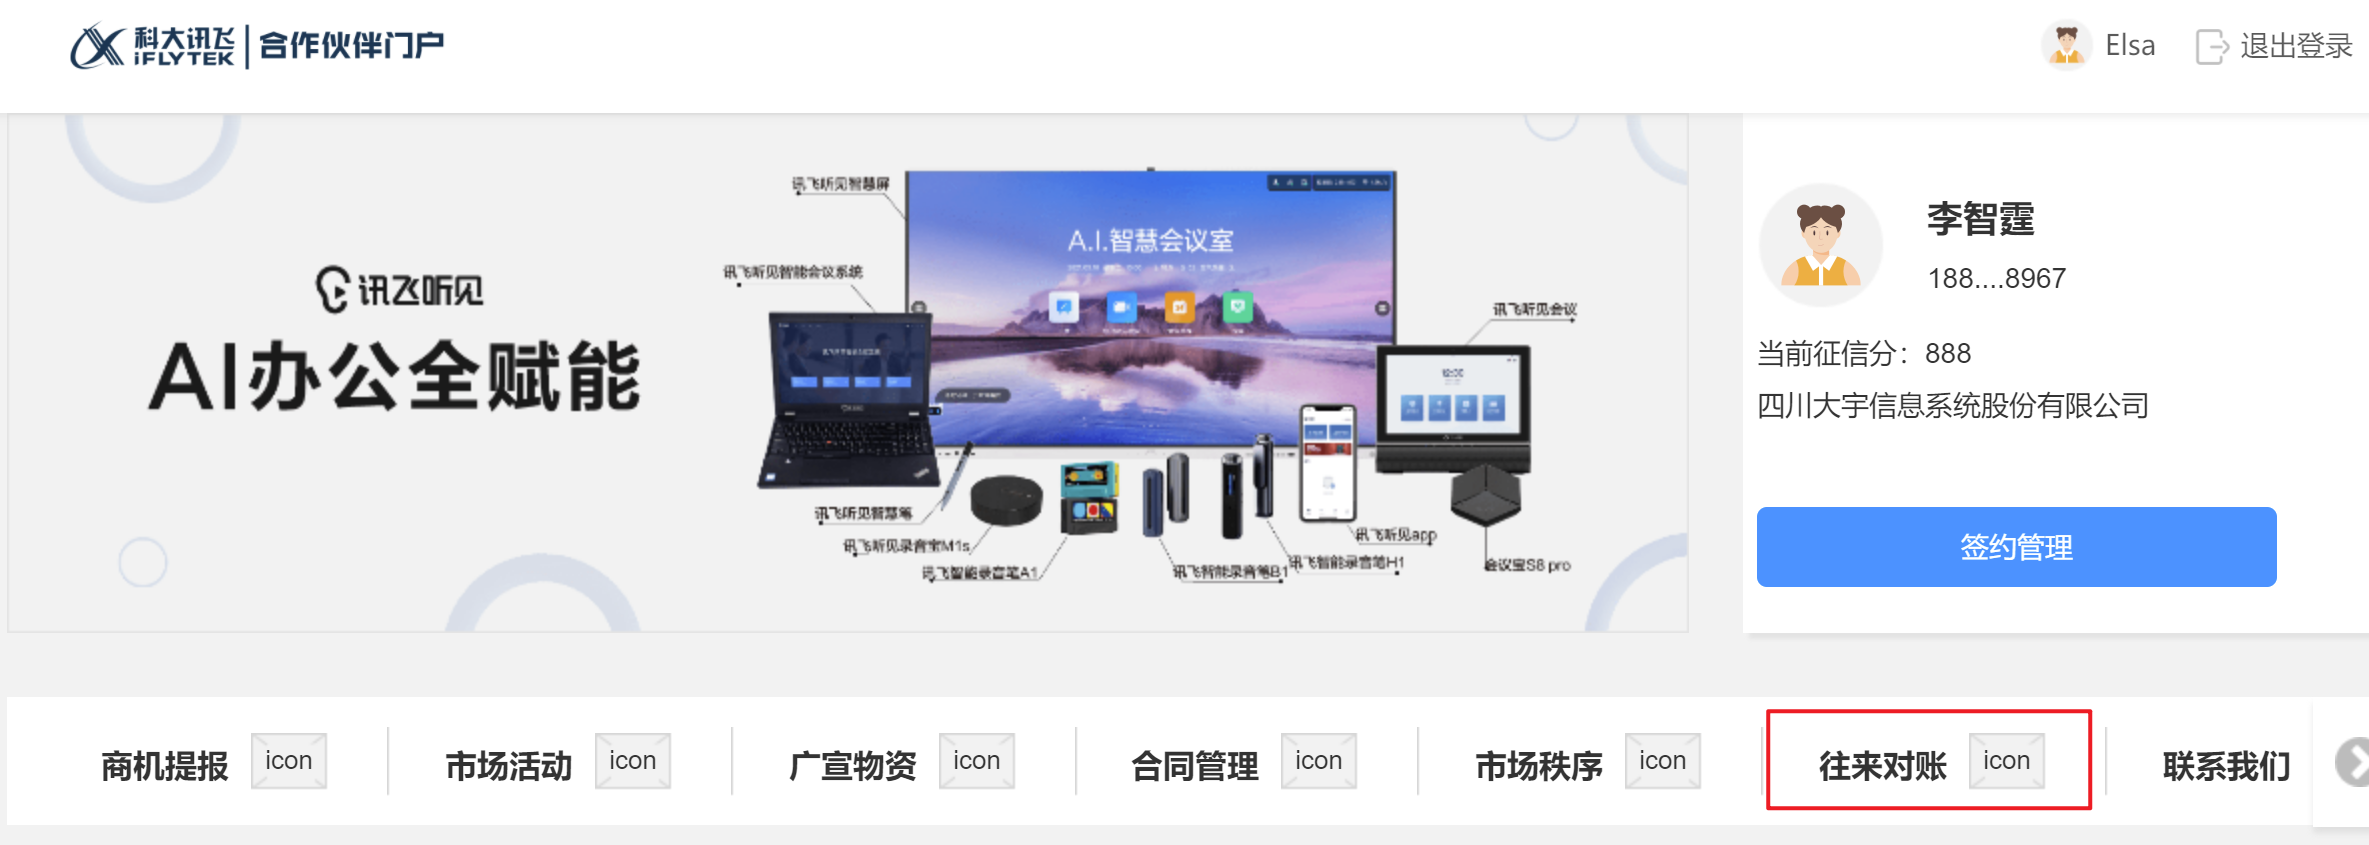 科大讯飞 iFLYTEK 合作伙伴门户
Elsa 退出登录
讯飞听见
AI办公全赋能
讯飞听见智慧屏
A.I.智慧会议室
讯飞听见智能会议系统
讯飞听见会议
讯飞听见智慧笔
讯飞听见录音宝M1s
讯飞智能录音笔A1
讯飞智能录音笔B1
讯飞智能录音笔H1
讯飞听见app
会议宝S8 pro
李智霆
188....8967
当前征信分：888
四川大宇信息系统股份有限公司
签约管理
商机提报 icon
市场活动 icon
广宣物资 icon
合同管理 icon
市场秩序 icon
往来对账 icon
联系我们